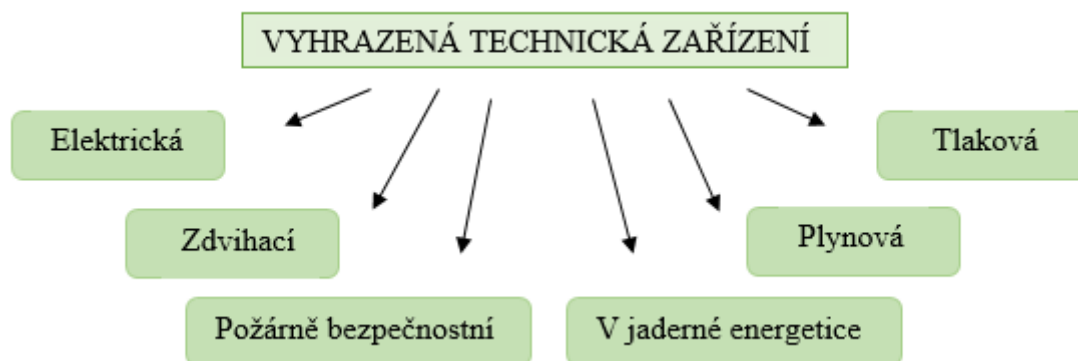 VYHRAZENÁ TECHNICKÁ ZAŘÍZENÍ
Elektrická
Tlaková
Zdvihací
Plynová
Požárně bezpečnostní
V jaderné energetice